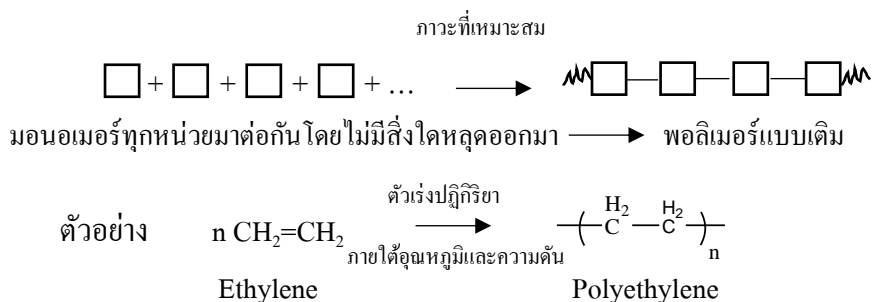 ภาวะที่เหมาะสม
+ + + + …
มอนอเมอร์ทุกหน่วยมาต่อกันโดยไม่มีสิ่งใดหลุดออกมา → พอลิเมอร์แบบเติม
ตัวเร่งปฏิกิริยา
ตัวอย่าง n CH₂=CH₂ → —(C H₂—C H₂—)n
ภายใต้อุณหภูมิและความดัน
Ethylene Polyethylene